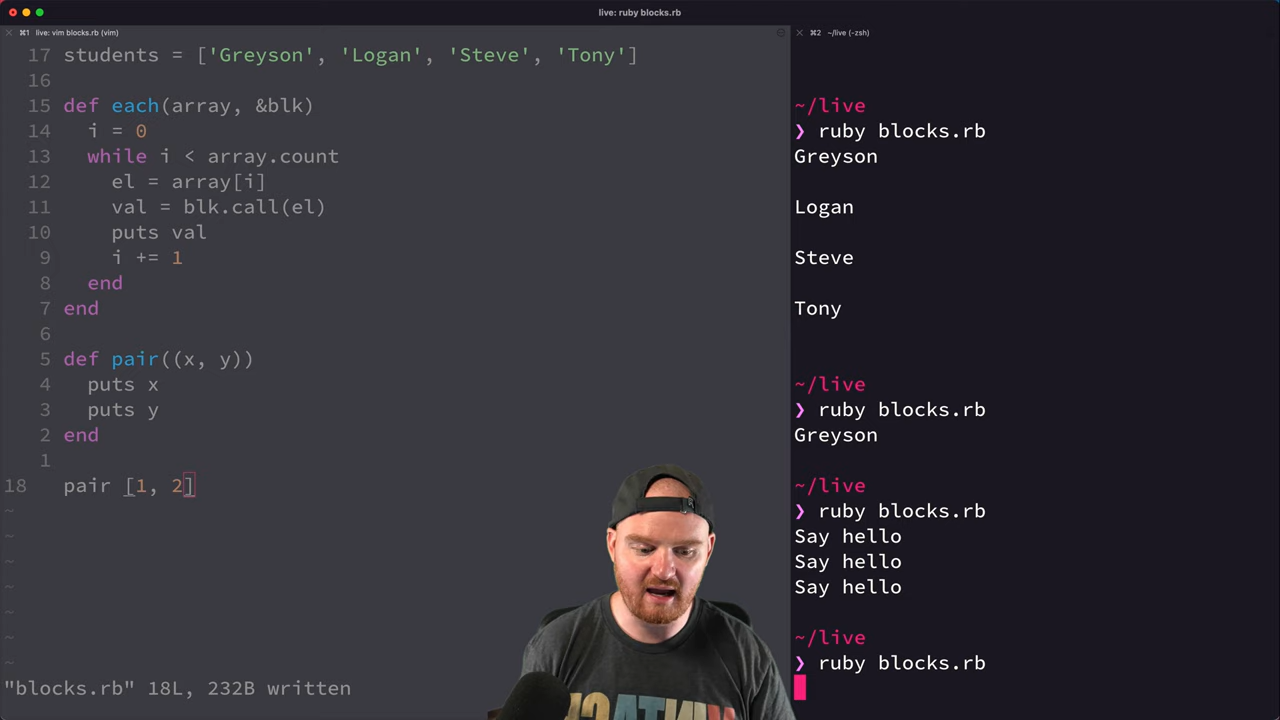 live: ruby blocks.rb
⌘1 live: vim blocks.rb (vim)
17 students = ['Greyson', 'Logan', 'Steve', 'Tony']
16
15 def each(array, &blk)
14 i = 0
13 while i < array.count
12 el = array[i]
11 val = blk.call(el)
10 puts val
9 i += 1
8 end
7 end
6
5 def pair((x, y))
4 puts x
3 puts y
2 end
1
18 pair [1, 2]
~
~
~
~
~
~
~
"blocks.rb" 18L, 232B written
⌘2 ~/live (-zsh)
~/live
❯ ruby blocks.rb
Greyson
Logan
Steve
Tony
~/live
❯ ruby blocks.rb
Greyson
~/live
❯ ruby blocks.rb
Say hello
Say hello
Say hello
~/live
❯ ruby blocks.rb